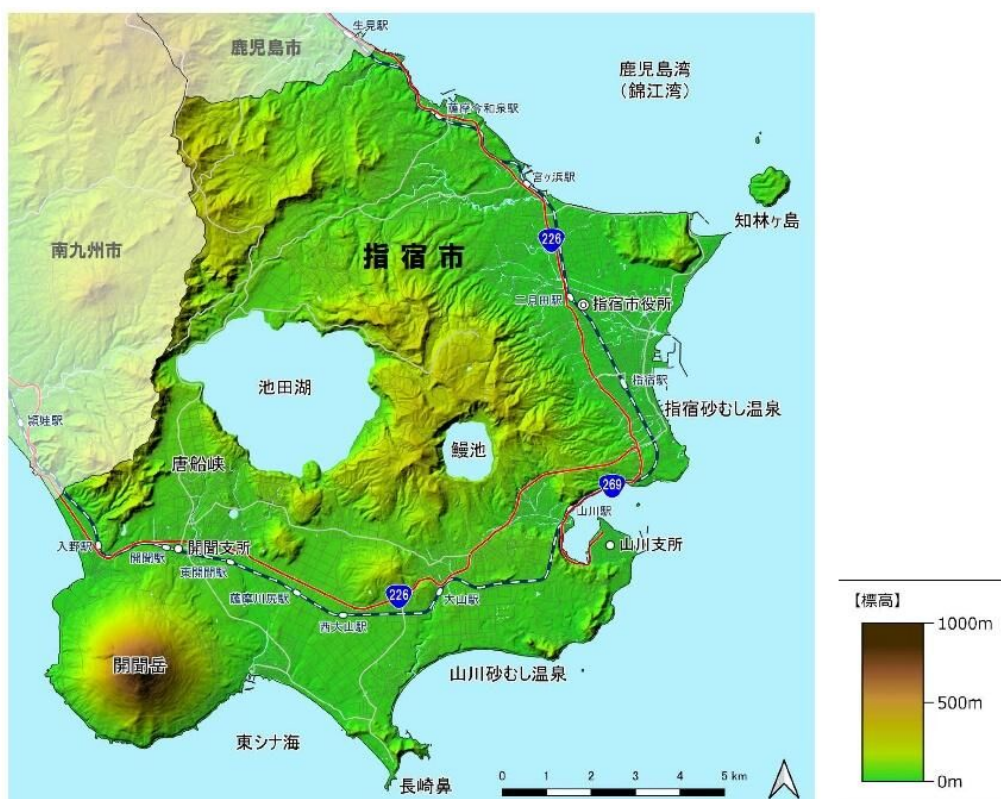 生見駅
鹿児島市
鹿児島湾
(錦江湾)
薩摩今和泉駅
宮ヶ浜駅
知林ヶ島
南九州市
指宿市
226
二月田駅
指宿市役所
池田湖
指宿駅
指宿砂むし温泉
頴娃駅
鰻池
唐船峡
269
山川駅
入野駅
開聞駅
開聞支所
山川支所
東開聞駅
薩摩川尻駅
226
大山駅
西大山駅
開聞岳
山川砂むし温泉
東シナ海
長崎鼻
0 1 2 3 4 5 km
【標高】
1000m
500m
0m